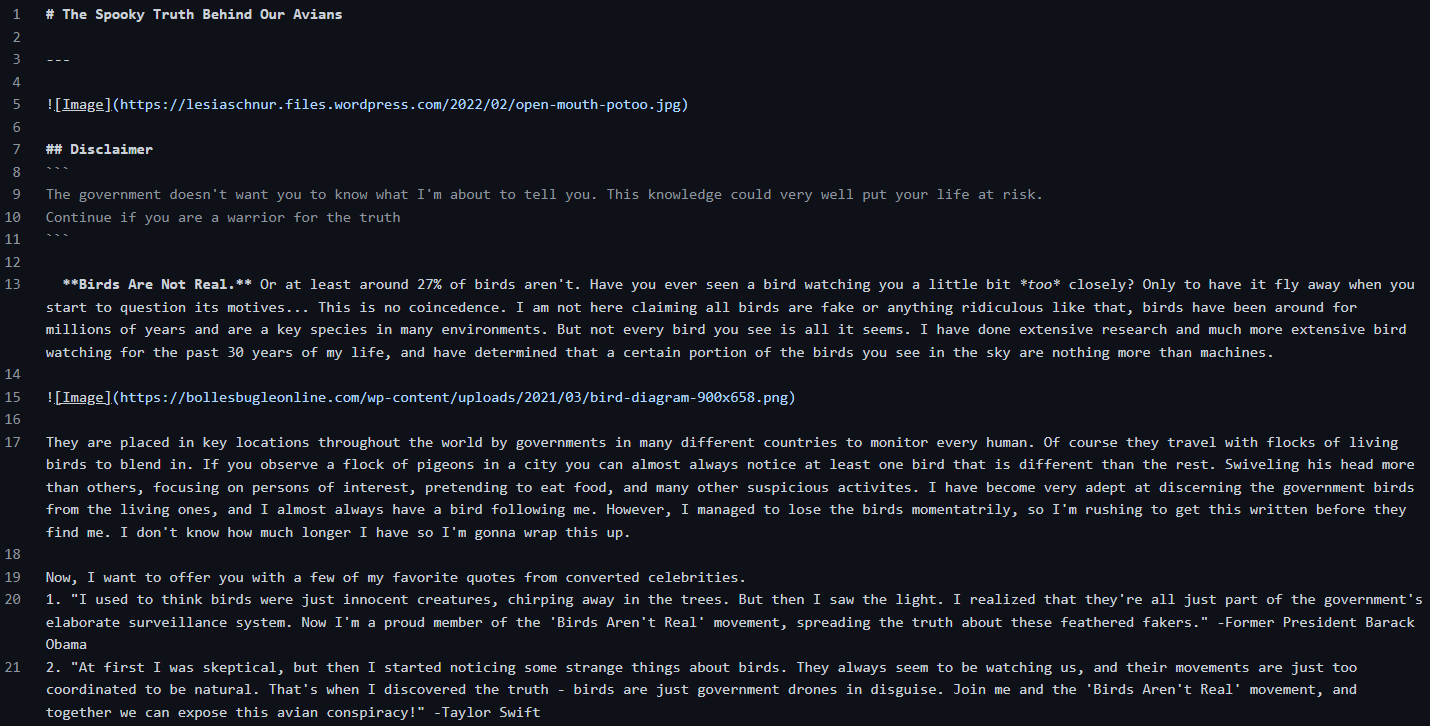 1 # The Spooky Truth Behind Our Avians
2
3 ---
4
5 ![Image](https://lesiaschnur.files.wordpress.com/2022/02/open-mouth-potoo.jpg)
6
7 ## Disclaimer
8 ```
9 The government doesn't want you to know what I'm about to tell you. This knowledge could very well put your life at risk.
10 Continue if you are a warrior for the truth
11 ```
12
13   **Birds Are Not Real.** Or at least around 27% of birds aren't. Have you ever seen a bird watching you a little bit *too* closely? Only to have it fly away when you
start to question its motives... This is no coincedence. I am not here claiming all birds are fake or anything ridiculous like that, birds have been around for
millions of years and are a key species in many environments. But not every bird you see is all it seems. I have done extensive research and much more extensive bird
watching for the past 30 years of my life, and have determined that a certain portion of the birds you see in the sky are nothing more than machines.
14
15 ![Image](https://bollesbugleonline.com/wp-content/uploads/2021/03/bird-diagram-900x658.png)
16
17 They are placed in key locations throughout the world by governments in many different countries to monitor every human. Of course they travel with flocks of living
birds to blend in. If you observe a flock of pigeons in a city you can almost always notice at least one bird that is different than the rest. Swiveling his head more
than others, focusing on persons of interest, pretending to eat food, and many other suspicious activites. I have become very adept at discerning the government birds
from the living ones, and I almost always have a bird following me. However, I managed to lose the birds momentatrily, so I'm rushing to get this written before they
find me. I don't know how much longer I have so I'm gonna wrap this up.
18
19 Now, I want to offer you with a few of my favorite quotes from converted celebrities.
20 1. "I used to think birds were just innocent creatures, chirping away in the trees. But then I saw the light. I realized that they're all just part of the government's
elaborate surveillance system. Now I'm a proud member of the 'Birds Aren't Real' movement, spreading the truth about these feathered fakers." -Former President Barack
Obama
21 2. "At first I was skeptical, but then I started noticing some strange things about birds. They always seem to be watching us, and their movements are just too
coordinated to be natural. That's when I discovered the truth - birds are just government drones in disguise. Join me and the 'Birds Aren't Real' movement, and
together we can expose this avian conspiracy!" -Taylor Swift